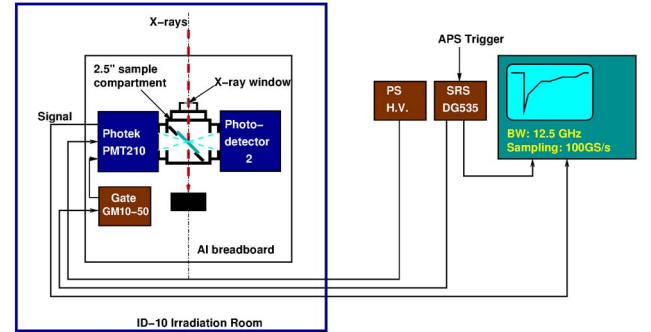 X-rays
APS Trigger
2.5" sample
compartment
X-ray window
PS
H.V.
SRS
DG535
Signal
Photek
PMT210
Photo-
detector
2
BW: 12.5 GHz
Sampling: 100GS/s
Gate
GM10-50
Al breadboard
ID-10 Irradiation Room